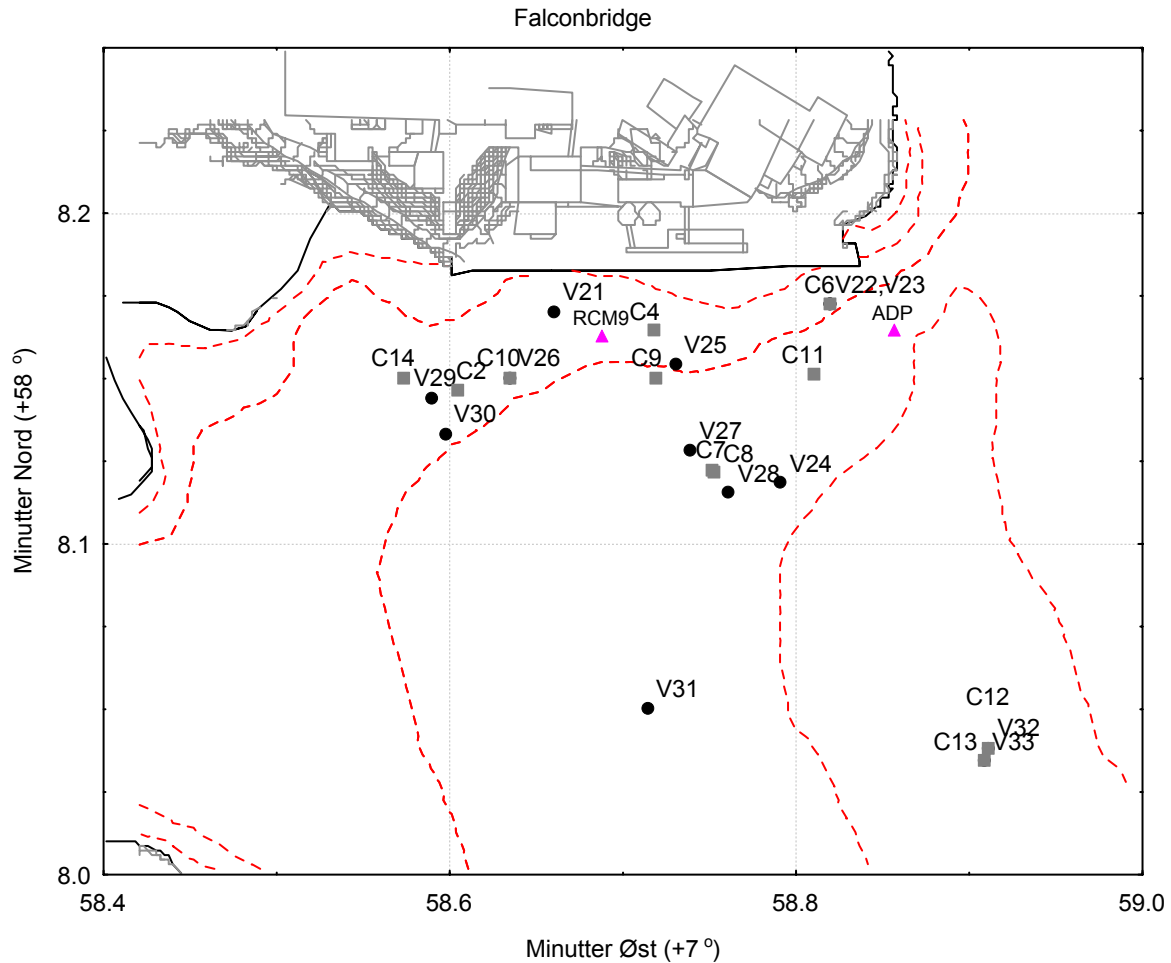 Falconbridge
8.2
C6V22,V23
V21
RCM9
C4
ADP
V25
C14
C10
V26
C9
C11
V29
C2
V30
V27
C7
C8
V28
V24
Minutter Nord (+58 °)
8.1
V31
C12
V32
C13
V33
8.0
58.4
58.6
58.8
59.0
Minutter Øst (+7 °)